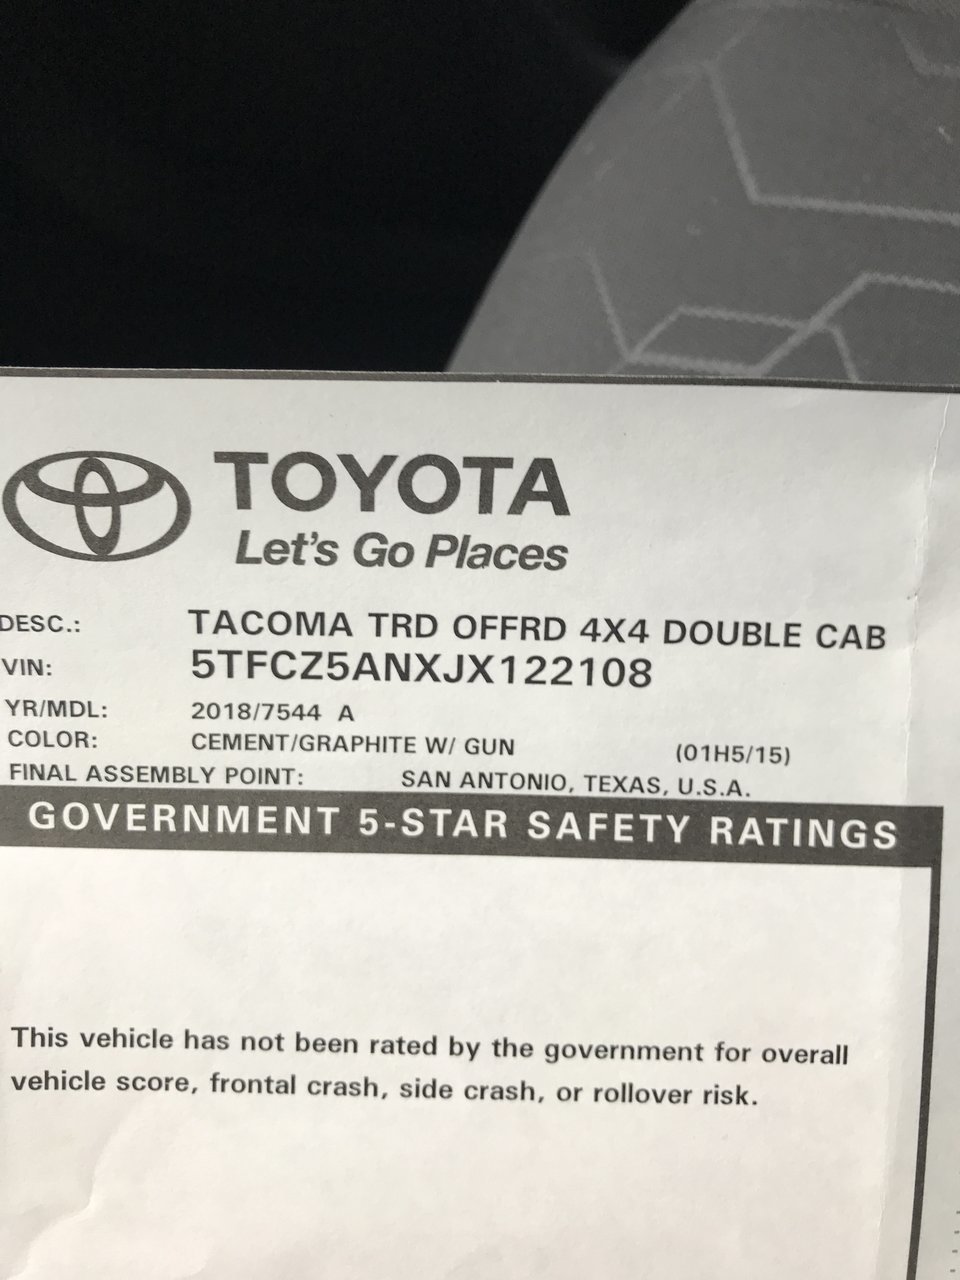 TOYOTA
Let's Go Places
DESC.: TACOMA TRD OFFRD 4X4 DOUBLE CAB
VIN: 5TFCZ5ANXJX122108
YR/MDL: 2018/7544 A
COLOR: CEMENT/GRAPHITE W/ GUN (01H5/15)
FINAL ASSEMBLY POINT: SAN ANTONIO, TEXAS, U.S.A.
GOVERNMENT 5-STAR SAFETY RATINGS
This vehicle has not been rated by the government for overall
vehicle score, frontal crash, side crash, or rollover risk.